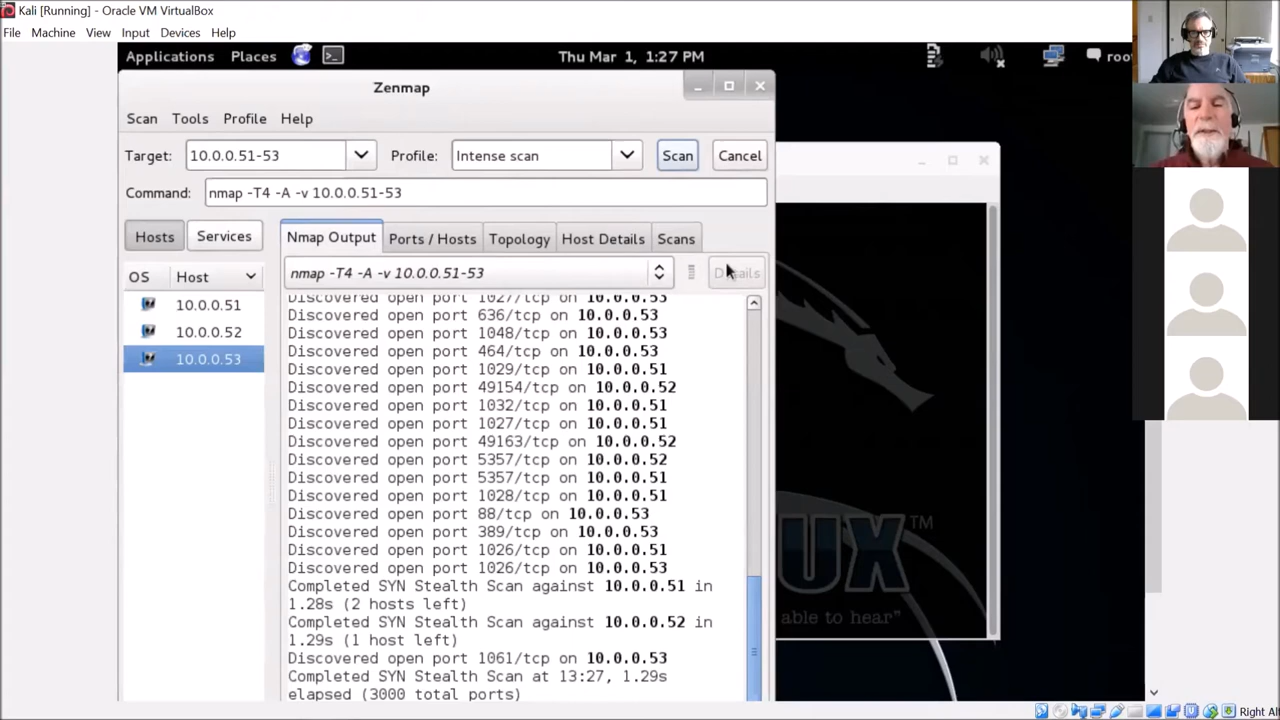 Kali [Running] - Oracle VM VirtualBox
File Machine View Input Devices Help
Applications Places Thu Mar 1, 1:27 PM roo
Zenmap
Scan Tools Profile Help
Target: 10.0.0.51-53 Profile: Intense scan Scan Cancel
Command: nmap -T4 -A -v 10.0.0.51-53
Hosts Services Nmap Output Ports / Hosts Topology Host Details Scans
OS Host
nmap -T4 -A -v 10.0.0.51-53 Details
10.0.0.51
10.0.0.52
10.0.0.53
Discovered open port 1027/tcp on 10.0.0.53
Discovered open port 636/tcp on 10.0.0.53
Discovered open port 1048/tcp on 10.0.0.53
Discovered open port 464/tcp on 10.0.0.53
Discovered open port 1029/tcp on 10.0.0.51
Discovered open port 49154/tcp on 10.0.0.52
Discovered open port 1032/tcp on 10.0.0.51
Discovered open port 1027/tcp on 10.0.0.51
Discovered open port 49163/tcp on 10.0.0.52
Discovered open port 5357/tcp on 10.0.0.52
Discovered open port 5357/tcp on 10.0.0.51
Discovered open port 1028/tcp on 10.0.0.51
Discovered open port 88/tcp on 10.0.0.53
Discovered open port 389/tcp on 10.0.0.53
Discovered open port 1026/tcp on 10.0.0.51
Discovered open port 1026/tcp on 10.0.0.53
Completed SYN Stealth Scan against 10.0.0.51 in
1.28s (2 hosts left)
Completed SYN Stealth Scan against 10.0.0.52 in
1.29s (1 host left)
Discovered open port 1061/tcp on 10.0.0.53
Completed SYN Stealth Scan at 13:27, 1.29s
elapsed (3000 total ports)
UX™
able to hear”
Right Al